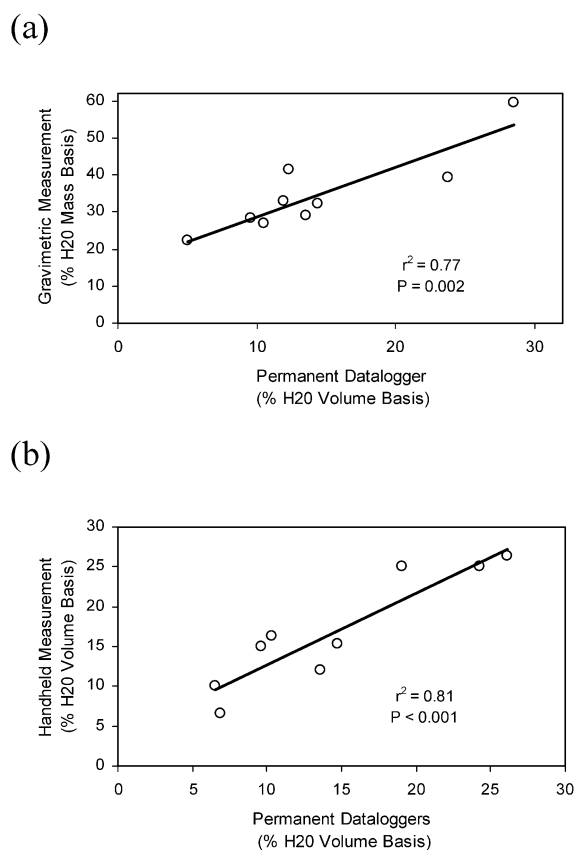 (a)
Gravimetric Measurement
(% H20 Mass Basis)
60
50
40
30
20
10
0
r² = 0.77
P = 0.002
0 10 20 30
Permanent Datalogger
(% H20 Volume Basis)
(b)
Handheld Measurement
(% H20 Volume Basis)
30
25
20
15
10
5
0
r² = 0.81
P < 0.001
0 5 10 15 20 25 30
Permanent Dataloggers
(% H20 Volume Basis)